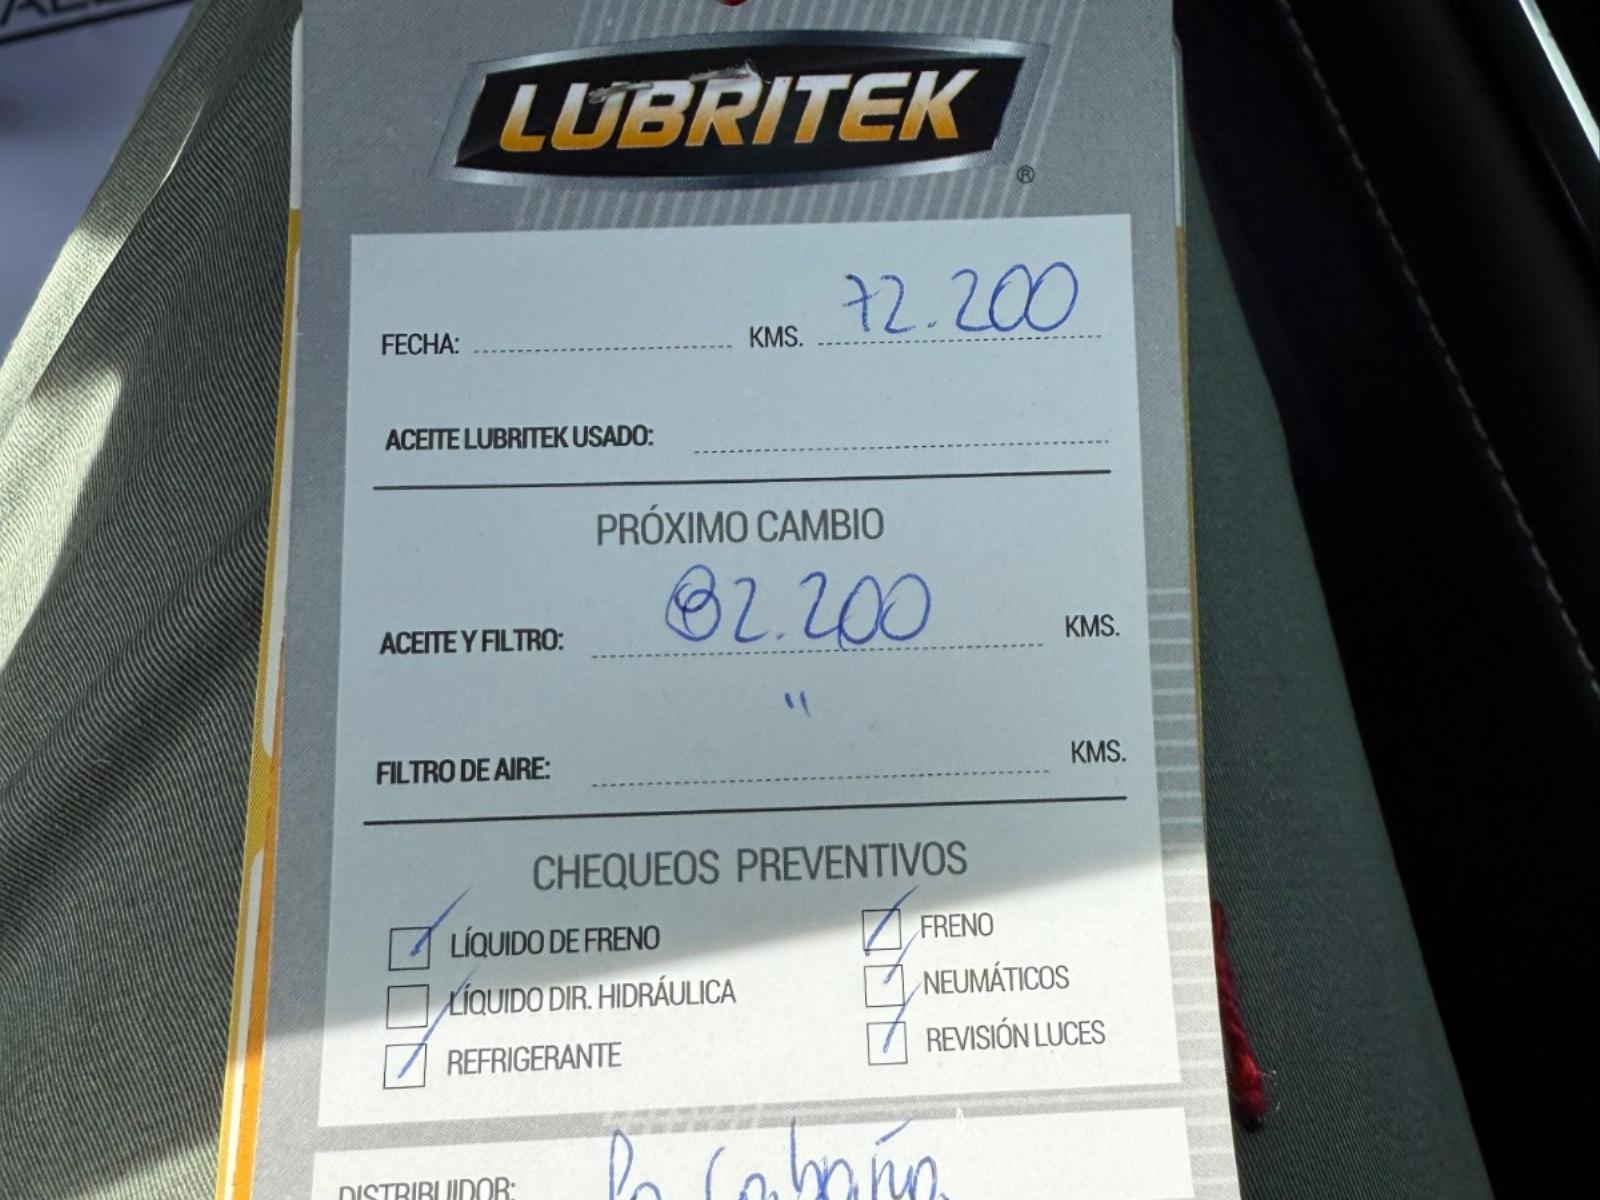 LUBRITEK
®
FECHA: KMS. 72.200
ACEITE LUBRITEK USADO:
PRÓXIMO CAMBIO
ACEITE Y FILTRO: 82.200 KMS.
"
FILTRO DE AIRE: KMS.
CHEQUEOS PREVENTIVOS
LÍQUIDO DE FRENO FRENO
LÍQUIDO DIR. HIDRÁULICA NEUMÁTICOS
REFRIGERANTE REVISIÓN LUCES
DISTRIBUIDOR: